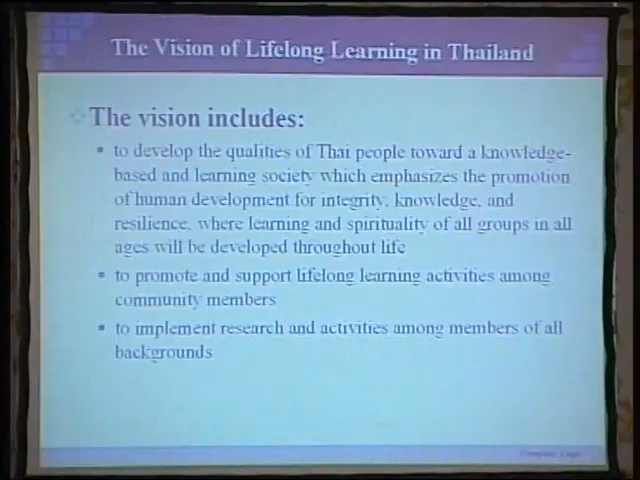 The Vision of Lifelong Learning in Thailand
The vision includes:
to develop the qualities of Thai people toward a knowledge-
based and learning society which emphasizes the promotion
of human development for integrity, knowledge, and
resilience, where learning and spirituality of all groups in all
ages will be developed throughout life
to promote and support lifelong learning activities among
community members
to implement research and activities among members of all
backgrounds
Company Logo